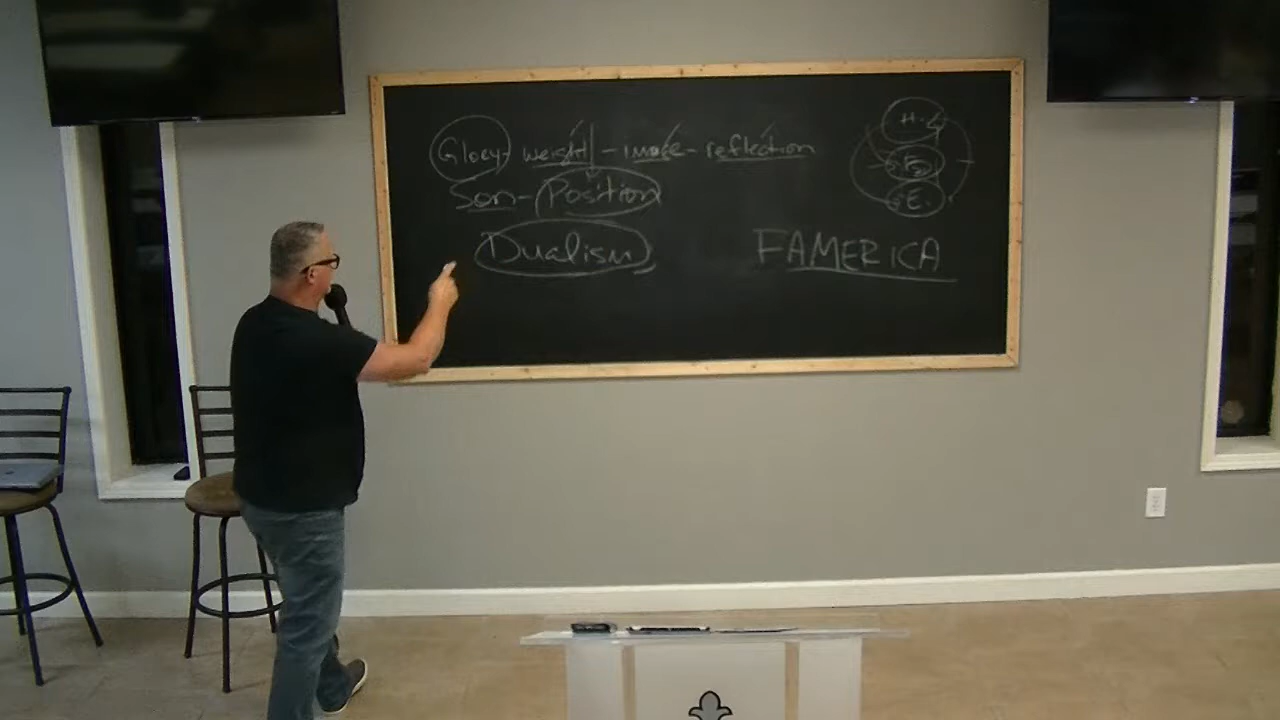 Glory - weight - image - reflection
Son - Position
Dualism
FAMERICA
H.S
E.